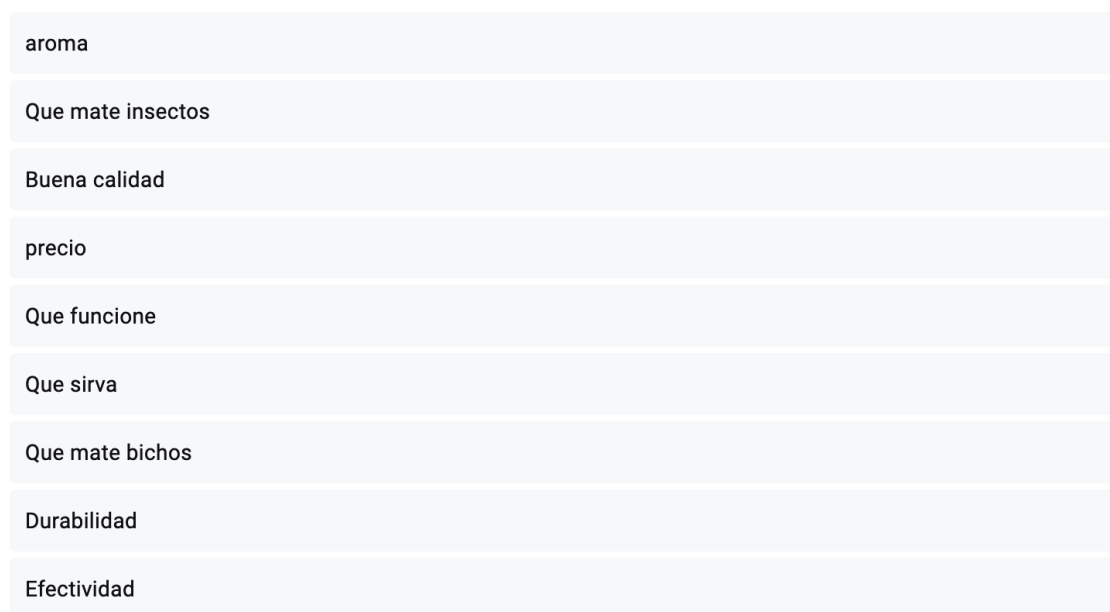 aroma
Que mate insectos
Buena calidad
precio
Que funcione
Que sirva
Que mate bichos
Durabilidad
Efectividad